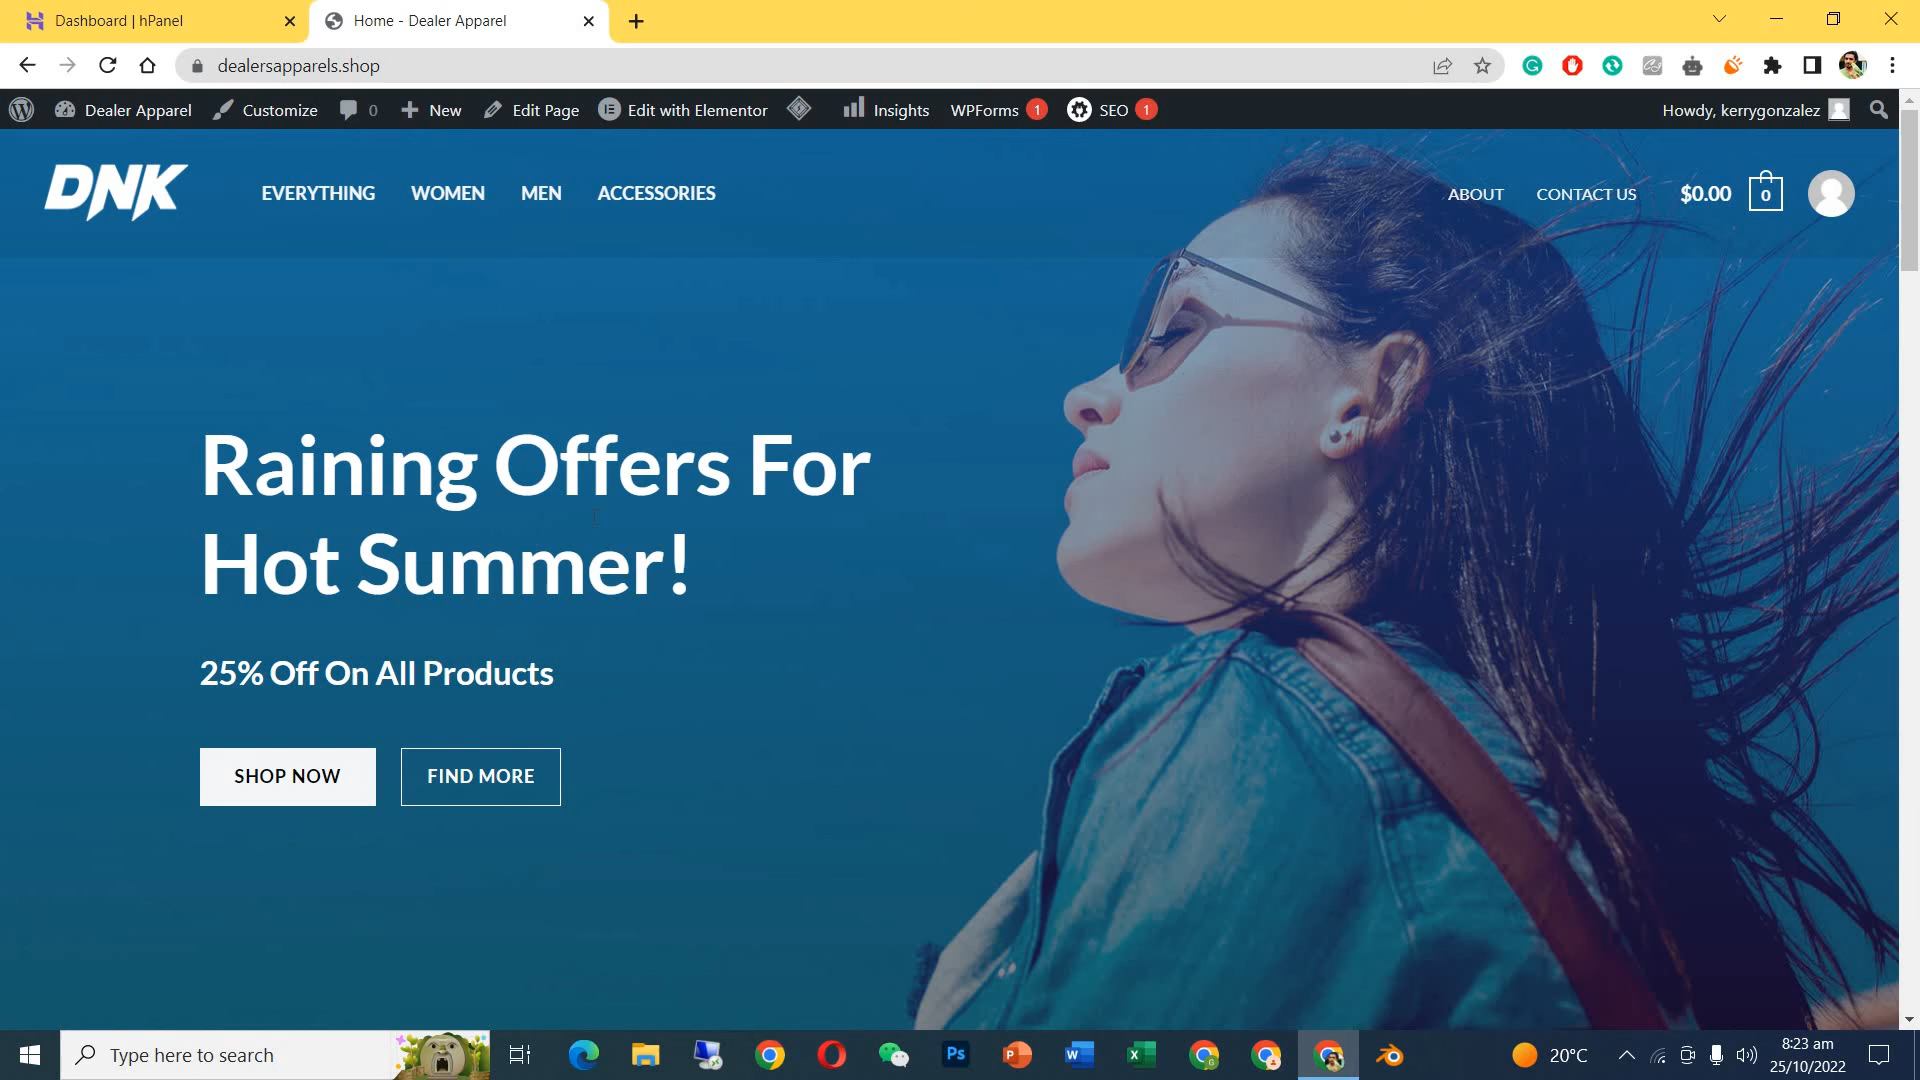 Dashboard | hPanel
Home - Dealer Apparel
dealersapparels.shop
Dealer Apparel
Customize
0
New
Edit Page
Edit with Elementor
Insights
WPForms 1
SEO 1
Howdy, kerrygonzalez
DNK
EVERYTHING
WOMEN
MEN
ACCESSORIES
ABOUT
CONTACT US
$0.00
0
Raining Offers For
Hot Summer!
25% Off On All Products
SHOP NOW
FIND MORE
Type here to search
Ps
P
W
X
20°C
8:23 am
25/10/2022